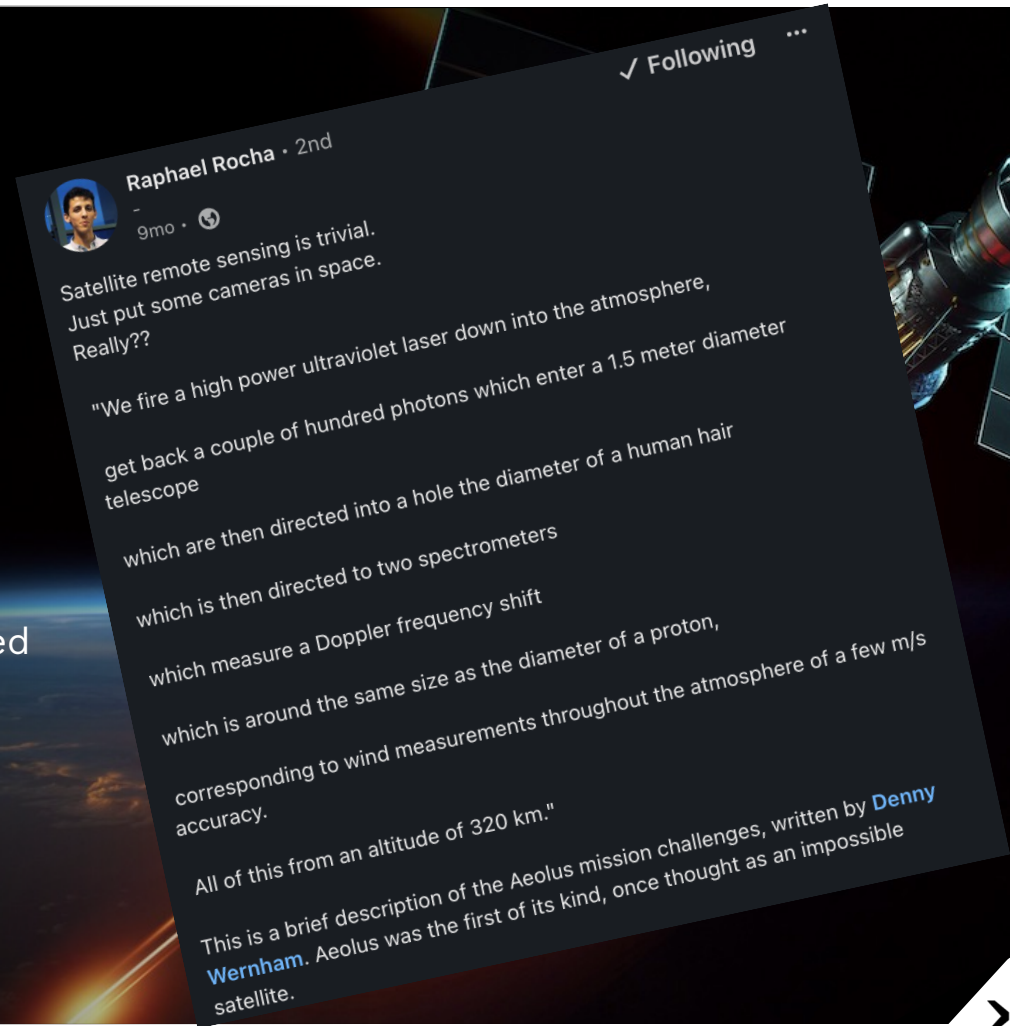 ✓ Following
Raphael Rocha • 2nd
-
9mo •
Satellite remote sensing is trivial.
Just put some cameras in space.
Really??
"We fire a high power ultraviolet laser down into the atmosphere,
get back a couple of hundred photons which enter a 1.5 meter diameter
telescope
which are then directed into a hole the diameter of a human hair
which is then directed to two spectrometers
which measure a Doppler frequency shift
which is around the same size as the diameter of a proton,
corresponding to wind measurements throughout the atmosphere of a few m/s
accuracy.
All of this from an altitude of 320 km."
This is a brief description of the Aeolus mission challenges, written by Denny
Wernham. Aeolus was the first of its kind, once thought as an impossible
satellite.
ed